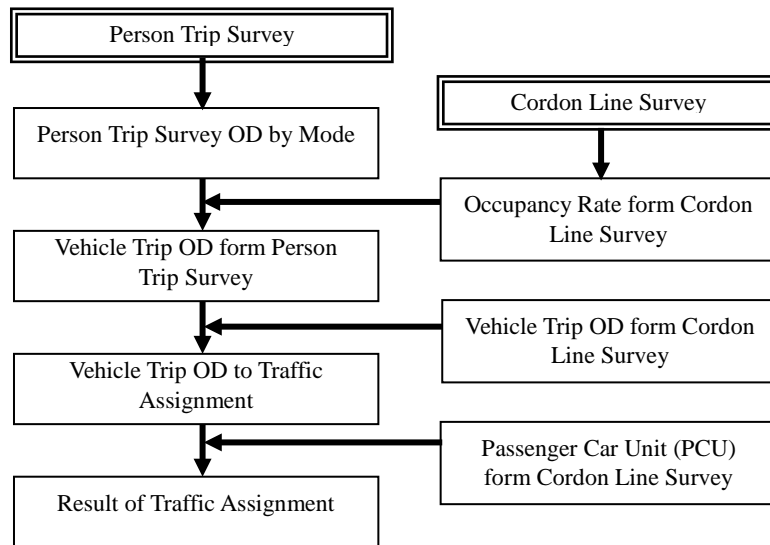 Person Trip Survey
Cordon Line Survey
Person Trip Survey OD by Mode
Occupancy Rate form Cordon
Line Survey
Vehicle Trip OD form Person
Trip Survey
Vehicle Trip OD form Cordon
Line Survey
Vehicle Trip OD to Traffic
Assignment
Passenger Car Unit (PCU)
form Cordon Line Survey
Result of Traffic Assignment